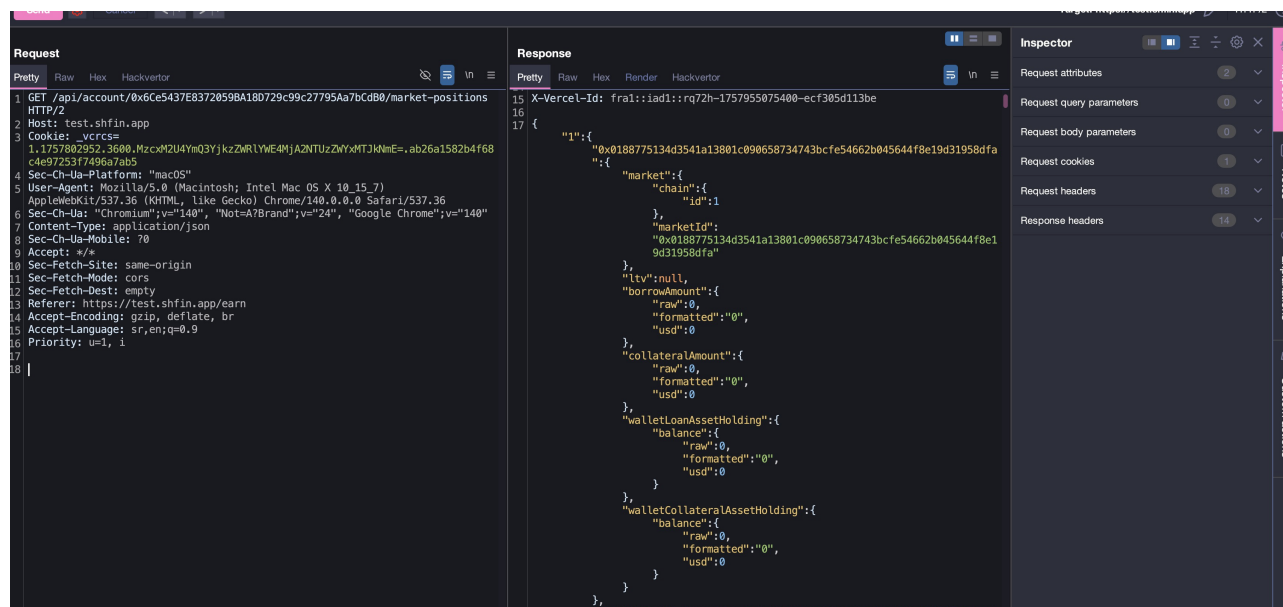 Request
Response
Inspector
Pretty Raw Hex Hackvertor \n
Pretty Raw Hex Render Hackvertor \n
Request attributes 2
Request query parameters 0
Request body parameters 0
Request cookies 1
Request headers 18
Response headers 14
1 GET /api/account/0x6Ce5437E8372059BA18D729c99c27795Aa7bCdB0/market-positions
HTTP/2
2 Host: test.shfin.app
3 Cookie: _vcrcs=
1.1757802952.3600.MzcxM2U4YmQ3YjkzZWRlYWE4MjA2NTUzZWYxMTJkNmE=.ab26a1582b4f68
c4e97253f7496a7ab5
4 Sec-Ch-Ua-Platform: "macOS"
5 User-Agent: Mozilla/5.0 (Macintosh; Intel Mac OS X 10_15_7)
AppleWebKit/537.36 (KHTML, like Gecko) Chrome/140.0.0.0 Safari/537.36
6 Sec-Ch-Ua: "Chromium";v="140", "Not=A?Brand";v="24", "Google Chrome";v="140"
7 Content-Type: application/json
8 Sec-Ch-Ua-Mobile: ?0
9 Accept: */*
10 Sec-Fetch-Site: same-origin
11 Sec-Fetch-Mode: cors
12 Sec-Fetch-Dest: empty
13 Referer: https://test.shfin.app/earn
14 Accept-Encoding: gzip, deflate, br
15 Accept-Language: sr,en;q=0.9
16 Priority: u=1, i
17
18
15 X-Vercel-Id: fra1::iad1::rq72h-1757955075400-ecf305d113be
16
17 {
"1":{
"0x0188775134d3541a13801c090658734743bcfe54662b045644f8e19d31958dfa
":{
"market":{
"chain":{
"id":1
},
"marketId":
"0x0188775134d3541a13801c090658734743bcfe54662b045644f8e1
9d31958dfa"
},
"ltv":null,
"borrowAmount":{
"raw":0,
"formatted":"0",
"usd":0
},
"collateralAmount":{
"raw":0,
"formatted":"0",
"usd":0
},
"walletLoanAssetHolding":{
"balance":{
"raw":0,
"formatted":"0",
"usd":0
}
},
"walletCollateralAssetHolding":{
"balance":{
"raw":0,
"formatted":"0",
"usd":0
}
}
},